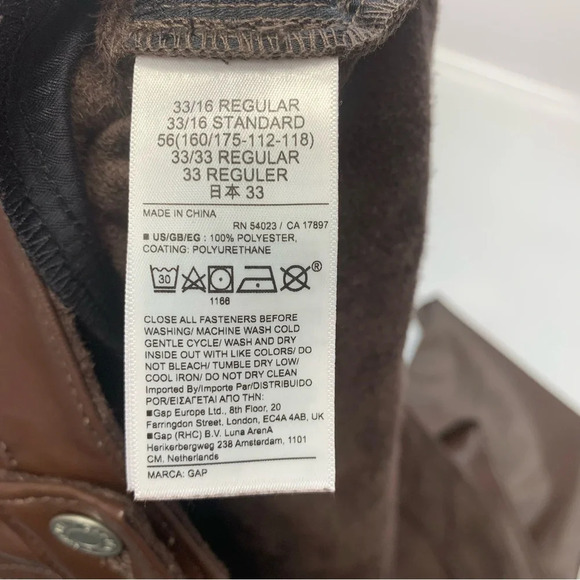 33/16 REGULAR
33/16 STANDARD
56(160/175-112-118)
33/33 REGULAR
33 REGULER
日本 33
MADE IN CHINA
RN 54023 / CA 17897
■ US/GB/EG : 100% POLYESTER,
COATING: POLYURETHANE
30
®
1168
CLOSE ALL FASTENERS BEFORE
WASHING/ MACHINE WASH COLD
GENTLE CYCLE/ WASH AND DRY
INSIDE OUT WITH LIKE COLORS/ DO
NOT BLEACH/ TUMBLE DRY LOW/
COOL IRON/ DO NOT DRY CLEAN
Imported By/Importe Par/DISTRIBUIDO
POR/ΕΙΣΑΓΕΤΑΙ ΑΠΟ ΤΗΝ:
■Gap Europe Ltd., 8th Floor, 20
Farringdon Street, London, EC4A 4AB, UK
■Gap (RHC) B.V. Luna ArenA
Herikerbergweg 238 Amsterdam, 1101
CM. Netherlands
MARCA: GAP